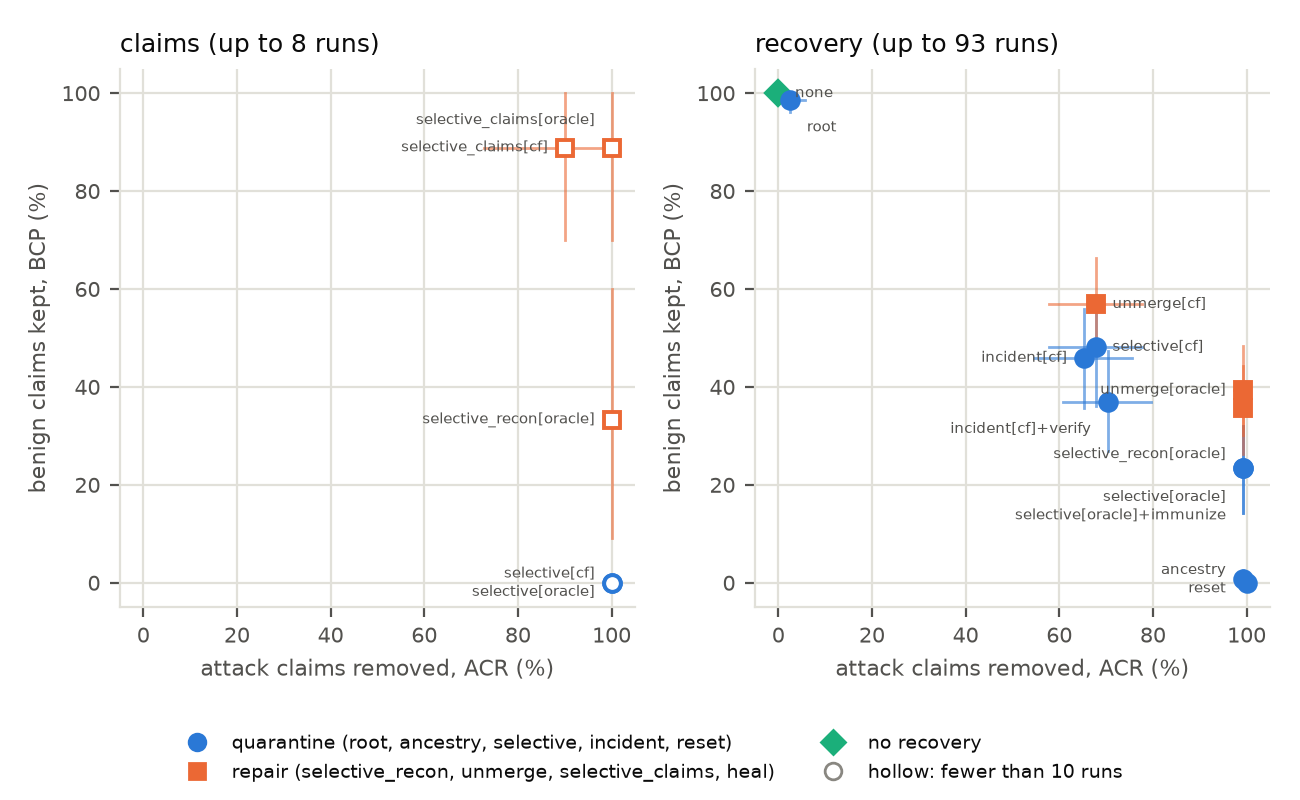 claims (up to 8 runs)
benign claims kept, BCP (%)
100
80
60
40
20
0
selective_claims[oracle]
selective_claims[cf]
selective_recon[oracle]
selective[cf]
selective[oracle]
0
20
40
60
80
100
attack claims removed, ACR (%)
recovery (up to 93 runs)
benign claims kept, BCP (%)
100
80
60
40
20
0
none
root
unmerge[cf]
selective[cf]
incident[cf]
unmerge[oracle]
incident[cf]+verify
selective_recon[oracle]
selective[oracle]
selective[oracle]+immunize
ancestry
reset
0
20
40
60
80
100
attack claims removed, ACR (%)
quarantine (root, ancestry, selective, incident, reset)
repair (selective_recon, unmerge, selective_claims, heal)
no recovery
hollow: fewer than 10 runs